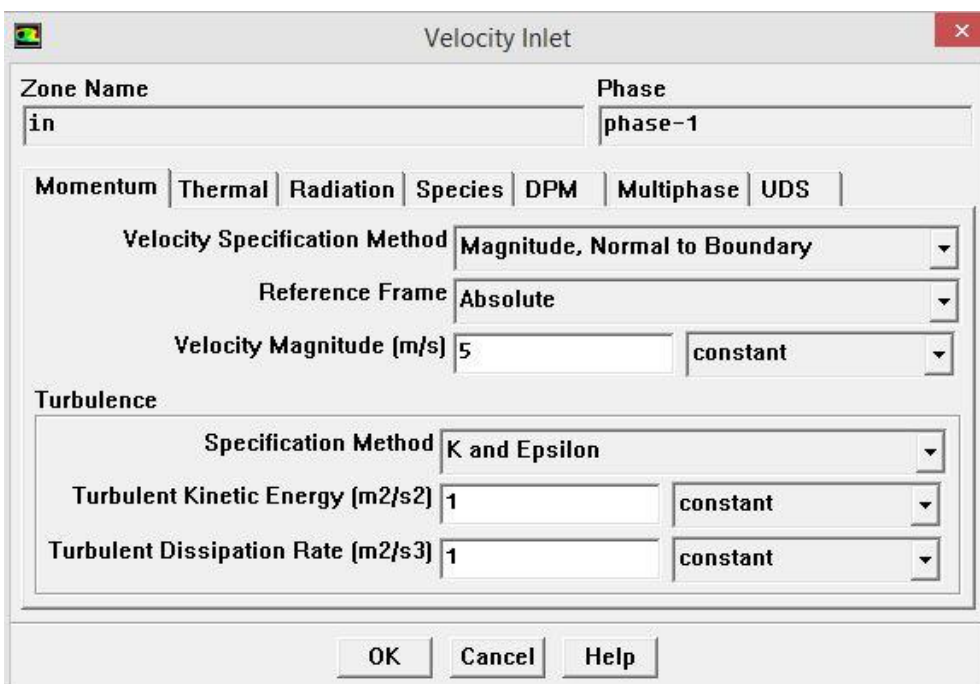 Velocity Inlet
Zone Name Phase
in phase-1
Momentum Thermal Radiation Species DPM Multiphase UDS
Velocity Specification Method Magnitude, Normal to Boundary
Reference Frame Absolute
Velocity Magnitude (m/s) 5 constant
Turbulence
Specification Method K and Epsilon
Turbulent Kinetic Energy (m2/s2) 1 constant
Turbulent Dissipation Rate (m2/s3) 1 constant
OK Cancel Help